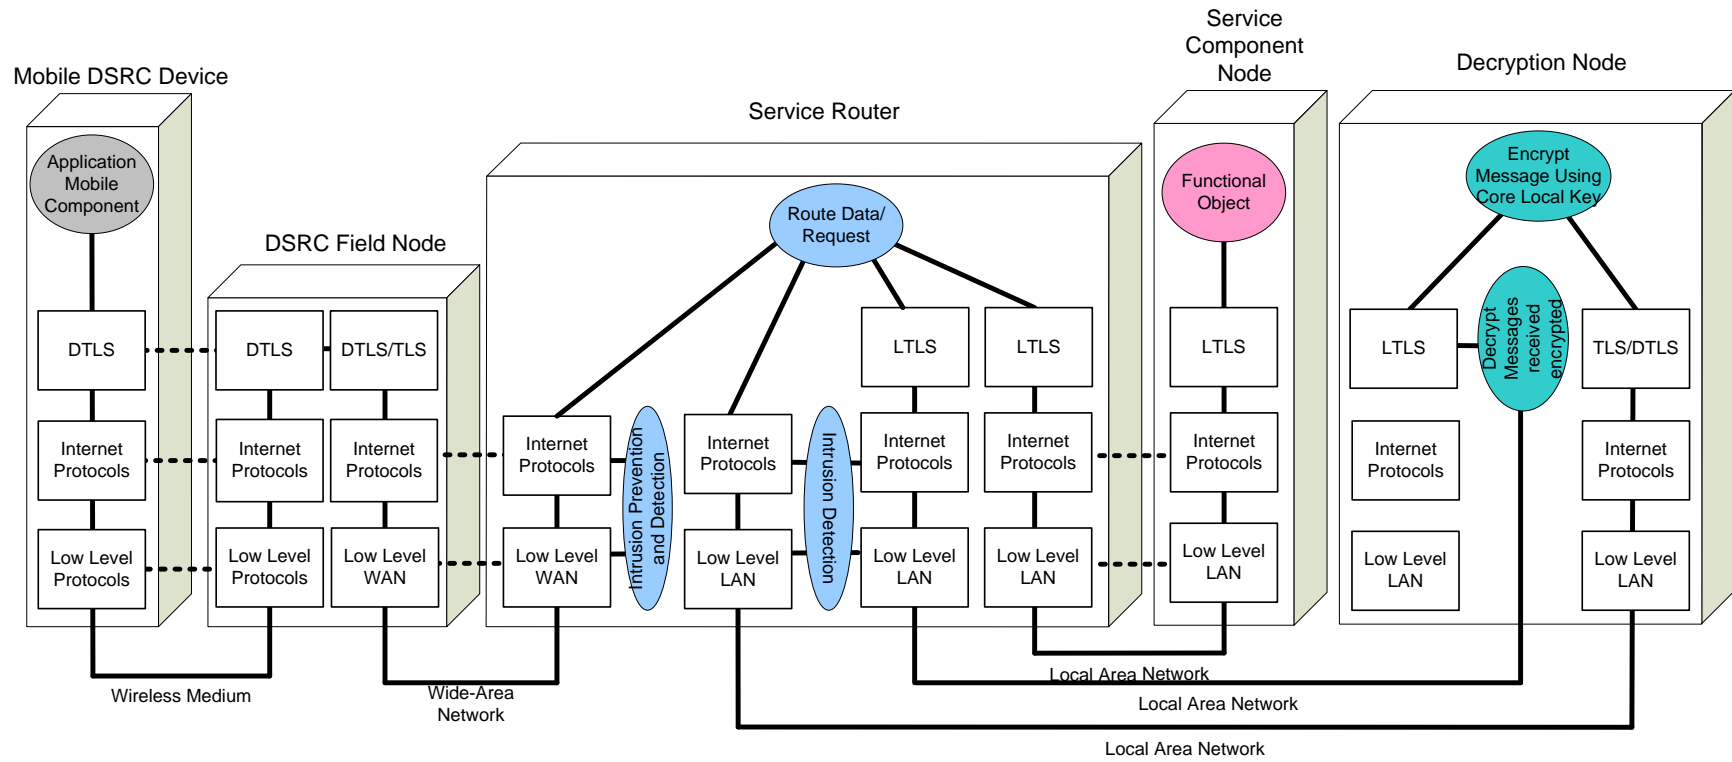 Mobile DSRC Device
Application
Mobile
Component
DTLS
Internet
Protocols
Low Level
Protocols
DSRC Field Node
DTLS
DTLS/TLS
Internet
Protocols
Internet
Protocols
Low Level
Protocols
Low Level
WAN
Wireless Medium
Wide-Area
Network
Service Router
Route Data/
Request
LTLS
LTLS
Internet
Protocols
Intrusion Prevention
and Detection
Internet
Protocols
Intrusion Detection
Internet
Protocols
Internet
Protocols
Low Level
WAN
Low Level
LAN
Low Level
LAN
Low Level
LAN
Service
Component
Node
Functional
Object
LTLS
Internet
Protocols
Low Level
LAN
Decryption Node
Encrypt
Message Using
Core Local Key
LTLS
Decrypt
Messages
received
encrypted
TLS/DTLS
Internet
Protocols
Internet
Protocols
Low Level
LAN
Low Level
LAN
Local Area Network
Local Area Network
Local Area Network